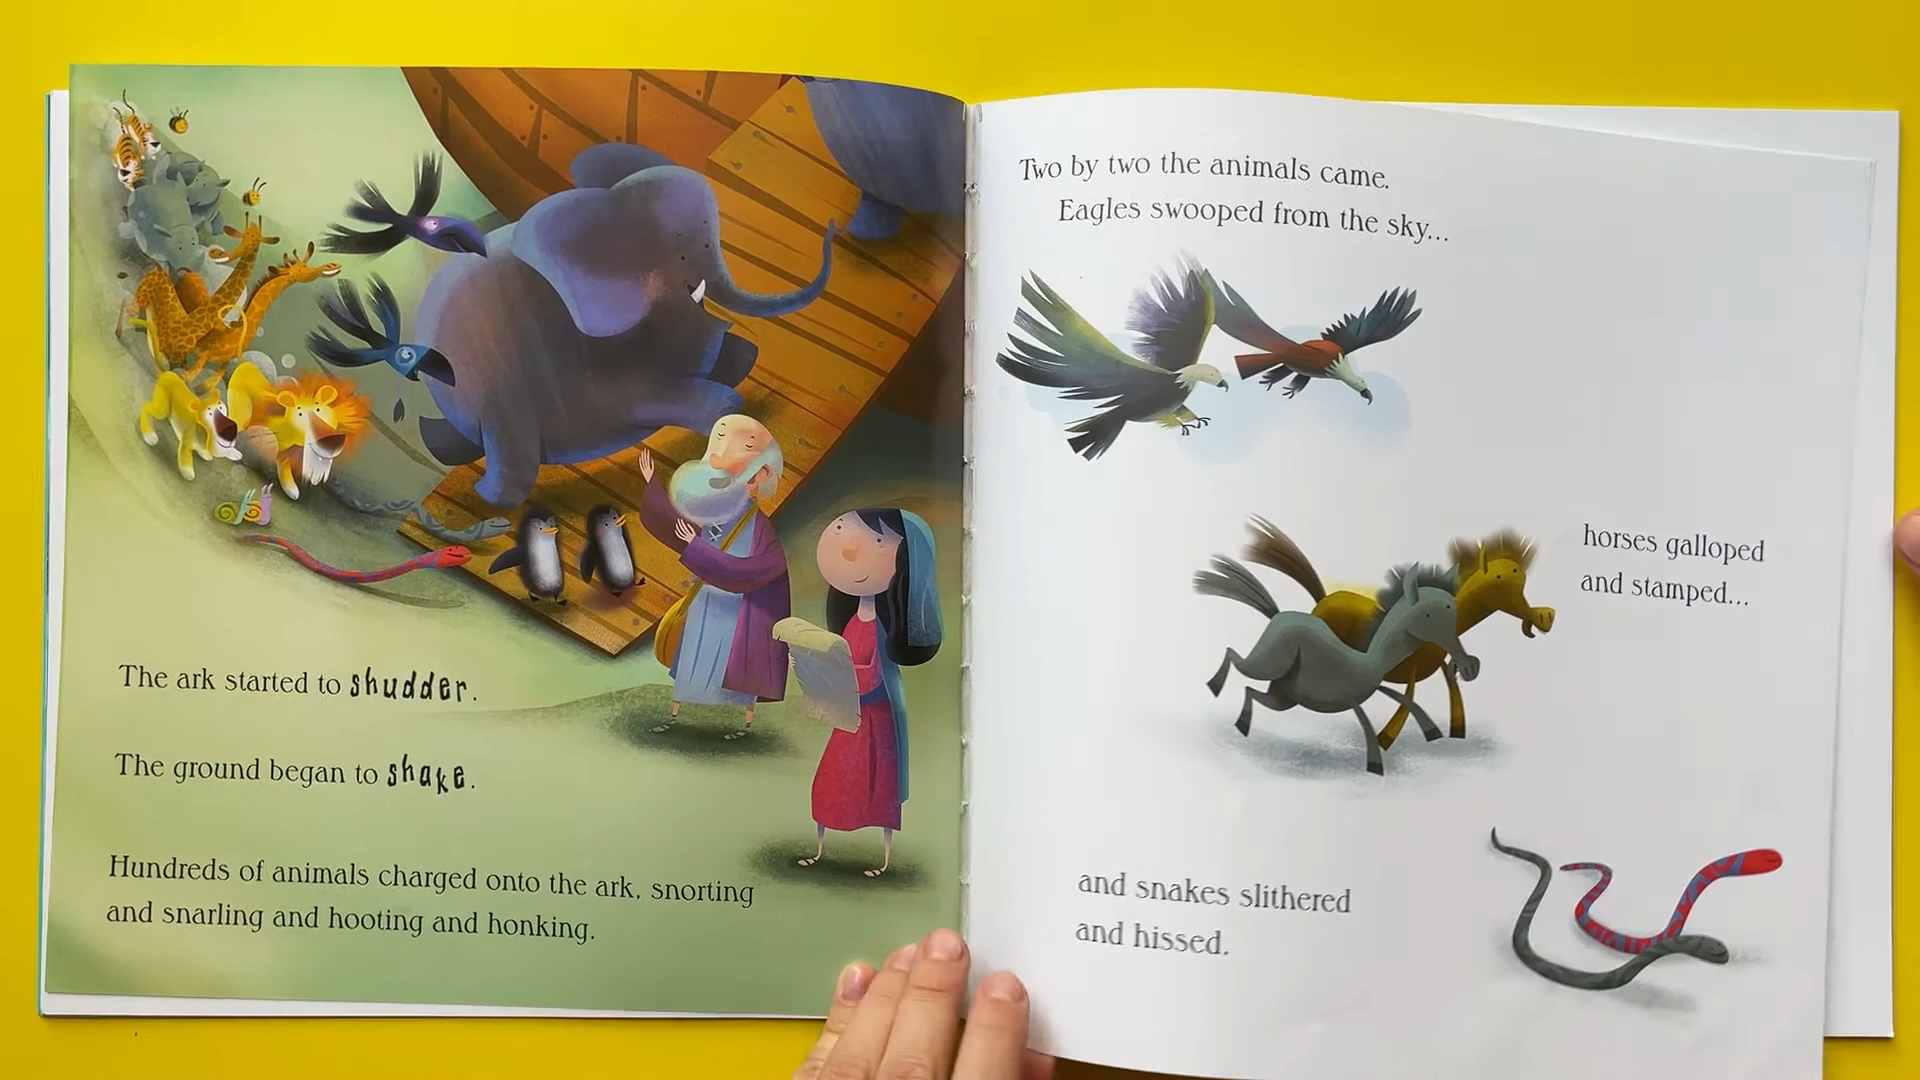 The ark started to shudder.
The ground began to shake.
Hundreds of animals charged onto the ark, snorting
and snarling and hooting and honking.
Two by two the animals came.
Eagles swooped from the sky...
horses galloped
and stamped...
and snakes slithered
and hissed.